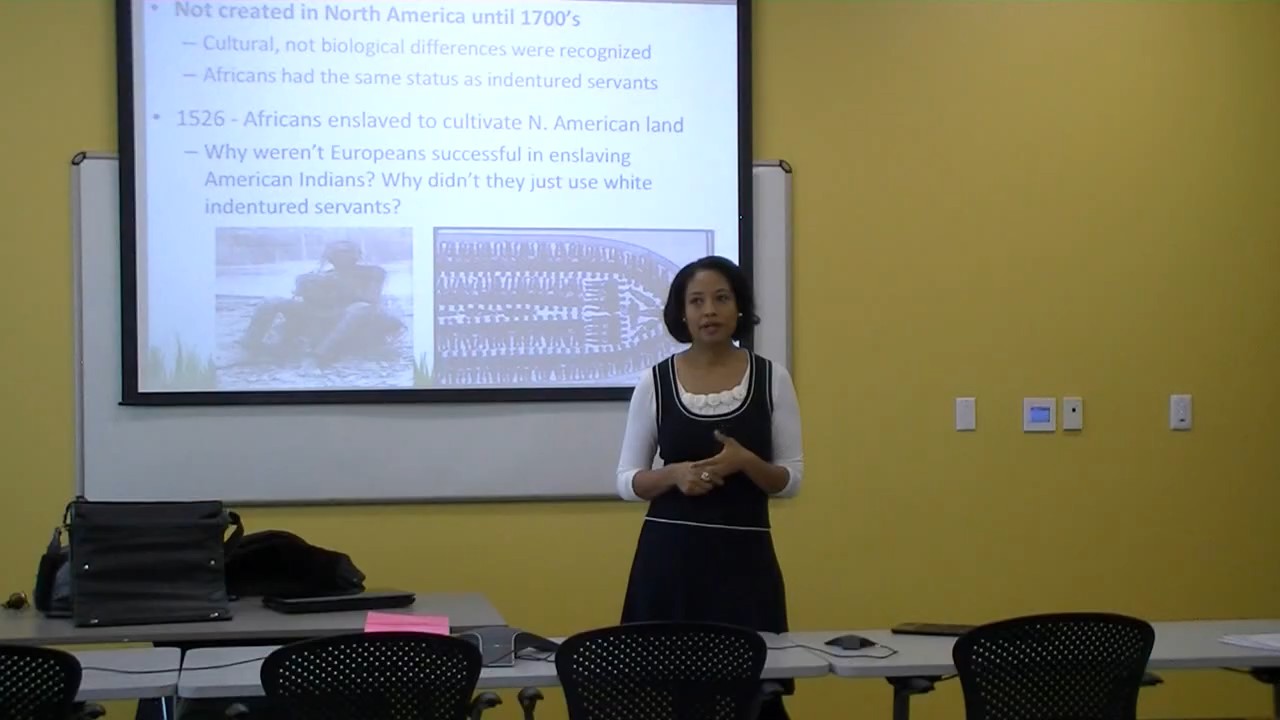 • Not created in North America until 1700's
– Cultural, not biological differences were recognized
– Africans had the same status as indentured servants
• 1526 - Africans enslaved to cultivate N. American land
– Why weren't Europeans successful in enslaving
American Indians? Why didn't they just use white
indentured servants?